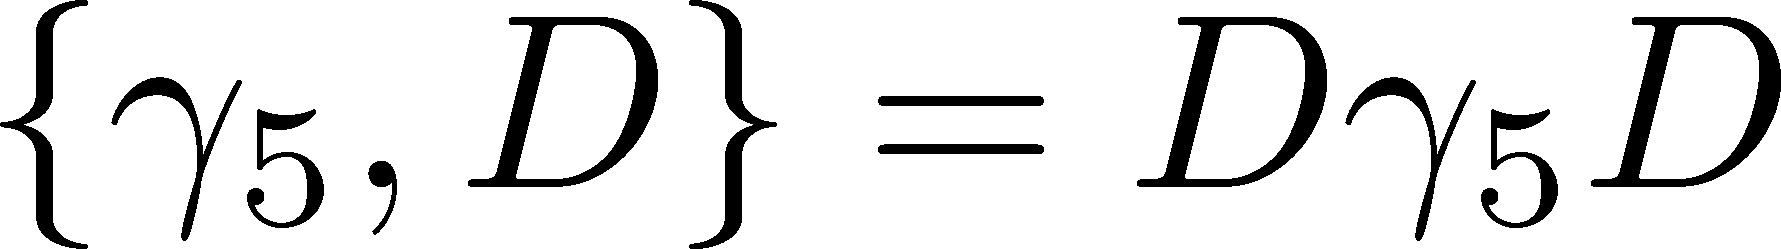 {γ₅, D} = Dγ₅D